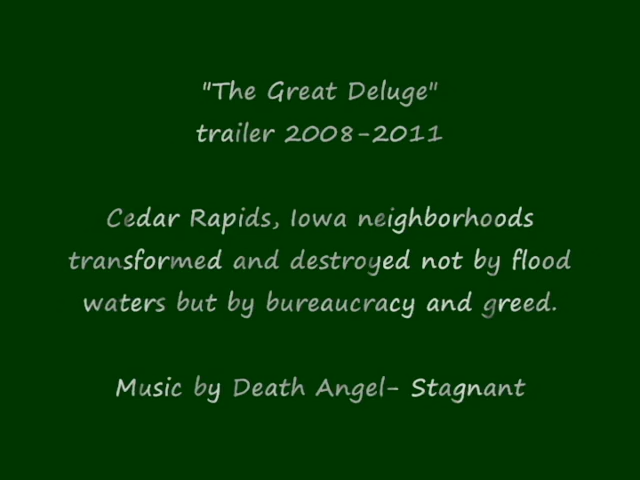 "The Great Deluge"
trailer 2008-2011
Cedar Rapids, Iowa neighborhoods
transformed and destroyed not by flood
waters but by bureaucracy and greed.
Music by Death Angel- Stagnant